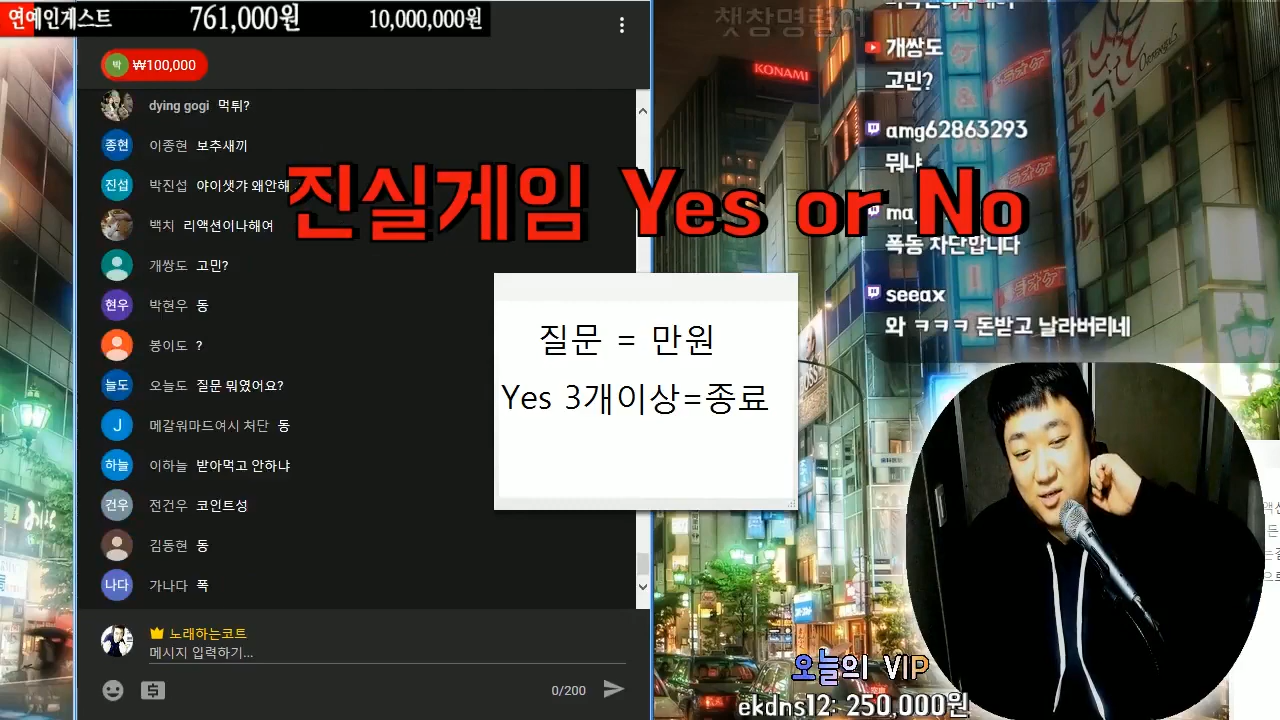 연예인게스트 761,000원 10,000,000원
박 ₩100,000
dying gogi 먹튀?
종현 이종현 보추새끼
진섭 박진섭 야이샛갸 왜안해
백치 리액션이나해여
개쌍도 고민?
현우 박현우 동
봉이도 ?
늘도 오늘도 질문 뭐였어요?
J 메갈워마드여시 처단 동
하늘 이하늘 받아먹고 안하냐
건우 전건우 코인트성
김동현 동
나다 가나다 폭
노래하는코트
메시지 입력하기...
0/200
진실게임 Yes or No
질문 = 만원
Yes 3개이상=종료
챗창명령어
KONAMI
개쌍도
고민?
amg62863293
뭐냐
ma
폭동 차단합니다
seeax
와 ㅋㅋㅋ 돈받고 날라버리네
오늘의 VIP
ekdns12: 250,000원